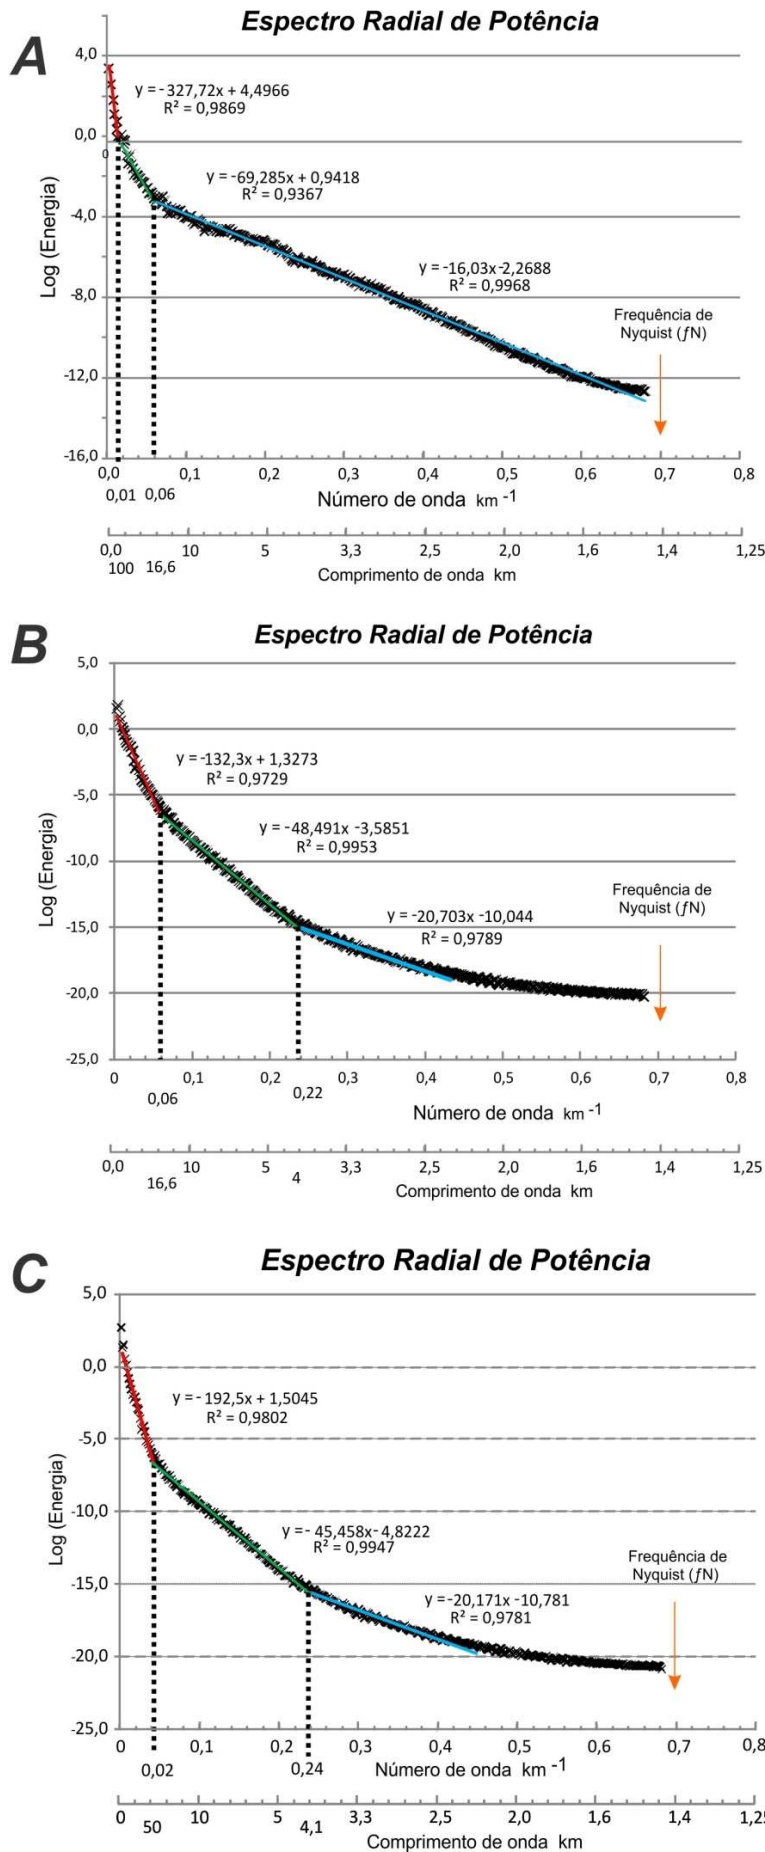 A
Espectro Radial de Potência
4,0
y = -327,72x + 4,4966
R² = 0,9869
0,0
0
y = -69,285x + 0,9418
R² = 0,9367
-4,0
Log (Energia)
y = -16,03x-2,2688
R² = 0,9968
-8,0
Frequência de
Nyquist (ƒN)
-12,0
-16,0
0,0 0,1 0,2 0,3 0,4 0,5 0,6 0,7 0,8
0,01 0,06
Número de onda km -1
0,0 10 5 3,3 2,5 2,0 1,6 1,4 1,25
100 16,6
Comprimento de onda km
B
Espectro Radial de Potência
5,0
0,0
y = -132,3x + 1,3273
R² = 0,9729
-5,0
y = -48,491x -3,5851
R² = 0,9953
-10,0
Log (Energia)
Frequência de
Nyquist (ƒN)
-15,0
y = -20,703x -10,044
R² = 0,9789
-20,0
-25,0
0 0,1 0,2 0,3 0,4 0,5 0,6 0,7 0,8
0,06 0,22
Número de onda km -1
0,0 10 5 3,3 2,5 2,0 1,6 1,4 1,25
16,6 4
Comprimento de onda km
C
Espectro Radial de Potência
5,0
0,0
y = - 192,5x + 1,5045
R² = 0,9802
-5,0
-10,0
Log (Energia)
y = - 45,458x- 4,8222
R² = 0,9947
Frequência de
Nyquist (ƒN)
-15,0
y = -20,171x -10,781
R² = 0,9781
-20,0
-25,0
0 0,1 0,2 0,3 0,4 0,5 0,6 0,7 0,8
0,02 0,24
Número de onda km -1
0 10 5 3,3 2,5 2,0 1,6 1,4 1,25
50 4,1
Comprimento de onda km